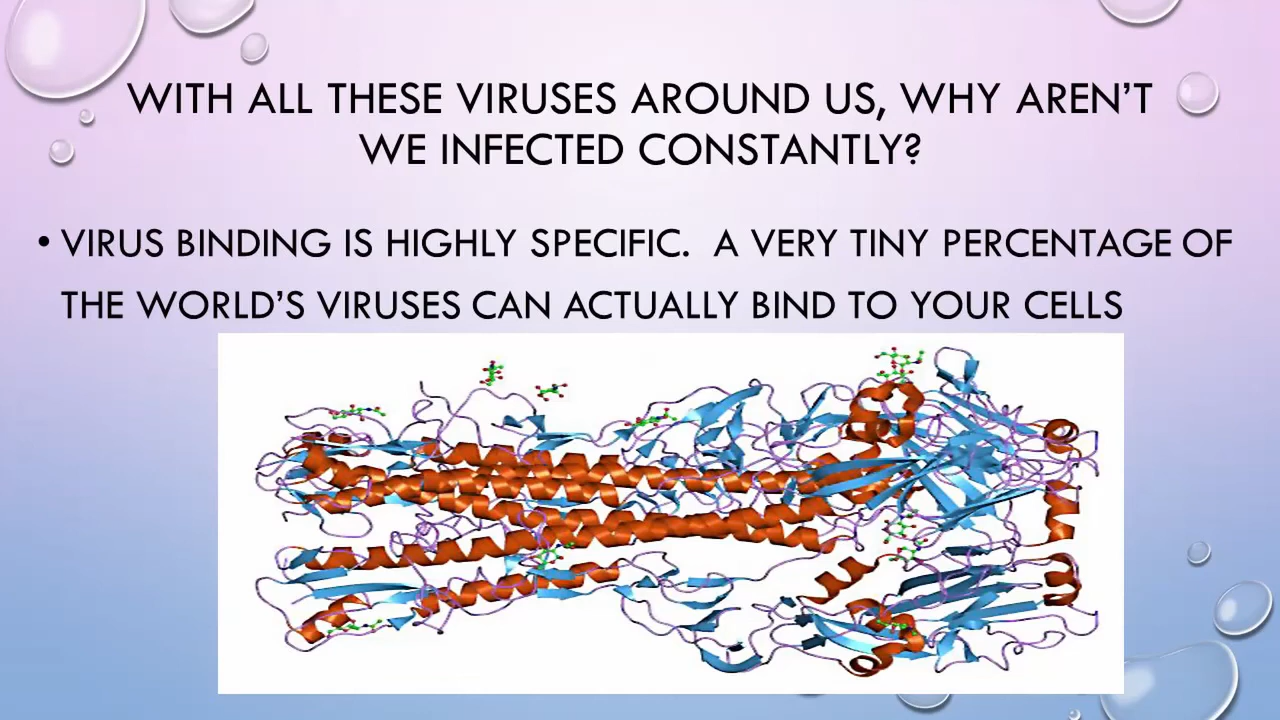 WITH ALL THESE VIRUSES AROUND US, WHY AREN’T
WE INFECTED CONSTANTLY?
• VIRUS BINDING IS HIGHLY SPECIFIC.  A VERY TINY PERCENTAGE OF
THE WORLD’S VIRUSES CAN ACTUALLY BIND TO YOUR CELLS